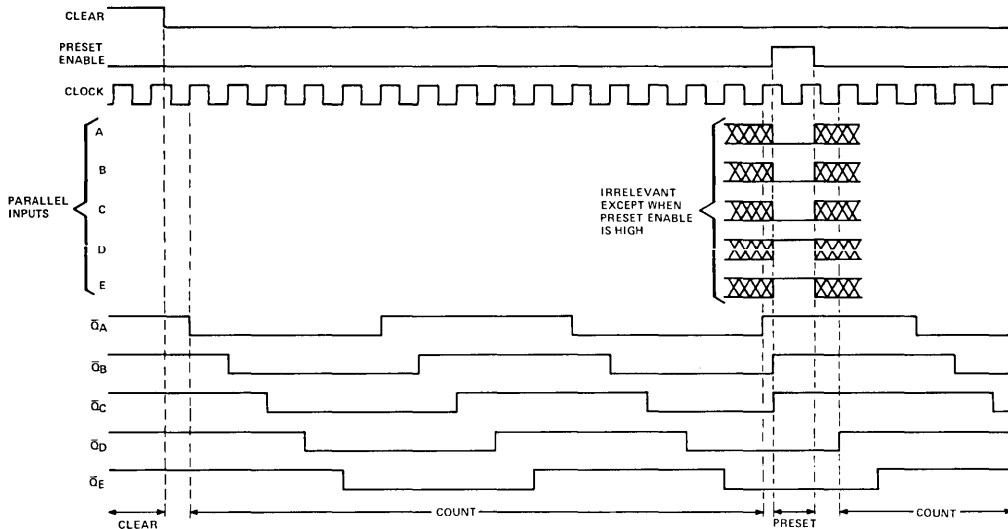 CLEAR
PRESET
ENABLE
CLOCK
A
B
C
D
E
PARALLEL
INPUTS
IRRELEVANT
EXCEPT WHEN
PRESET ENABLE
IS HIGH
Q̅A
Q̅B
Q̅C
Q̅D
Q̅E
CLEAR
COUNT
PRESET
COUNT